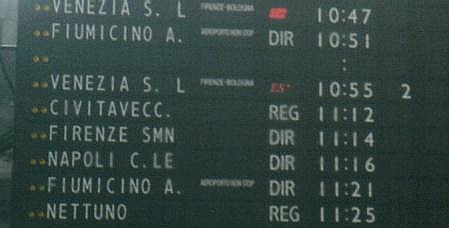 VENEZIA S. L FIRENZE-BOLOGNA 10:47
FIUMICINO A. AEROPORTO NON STOP DIR 10:51
:
VENEZIA S. L FIRENZE-BOLOGNA ES* 10:55 2
CIVITAVECC. REG 11:12
FIRENZE SMN DIR 11:14
NAPOLI C.LE DIR 11:16
FIUMICINO A. AEROPORTO NON STOP DIR 11:21
NETTUNO REG 11:25